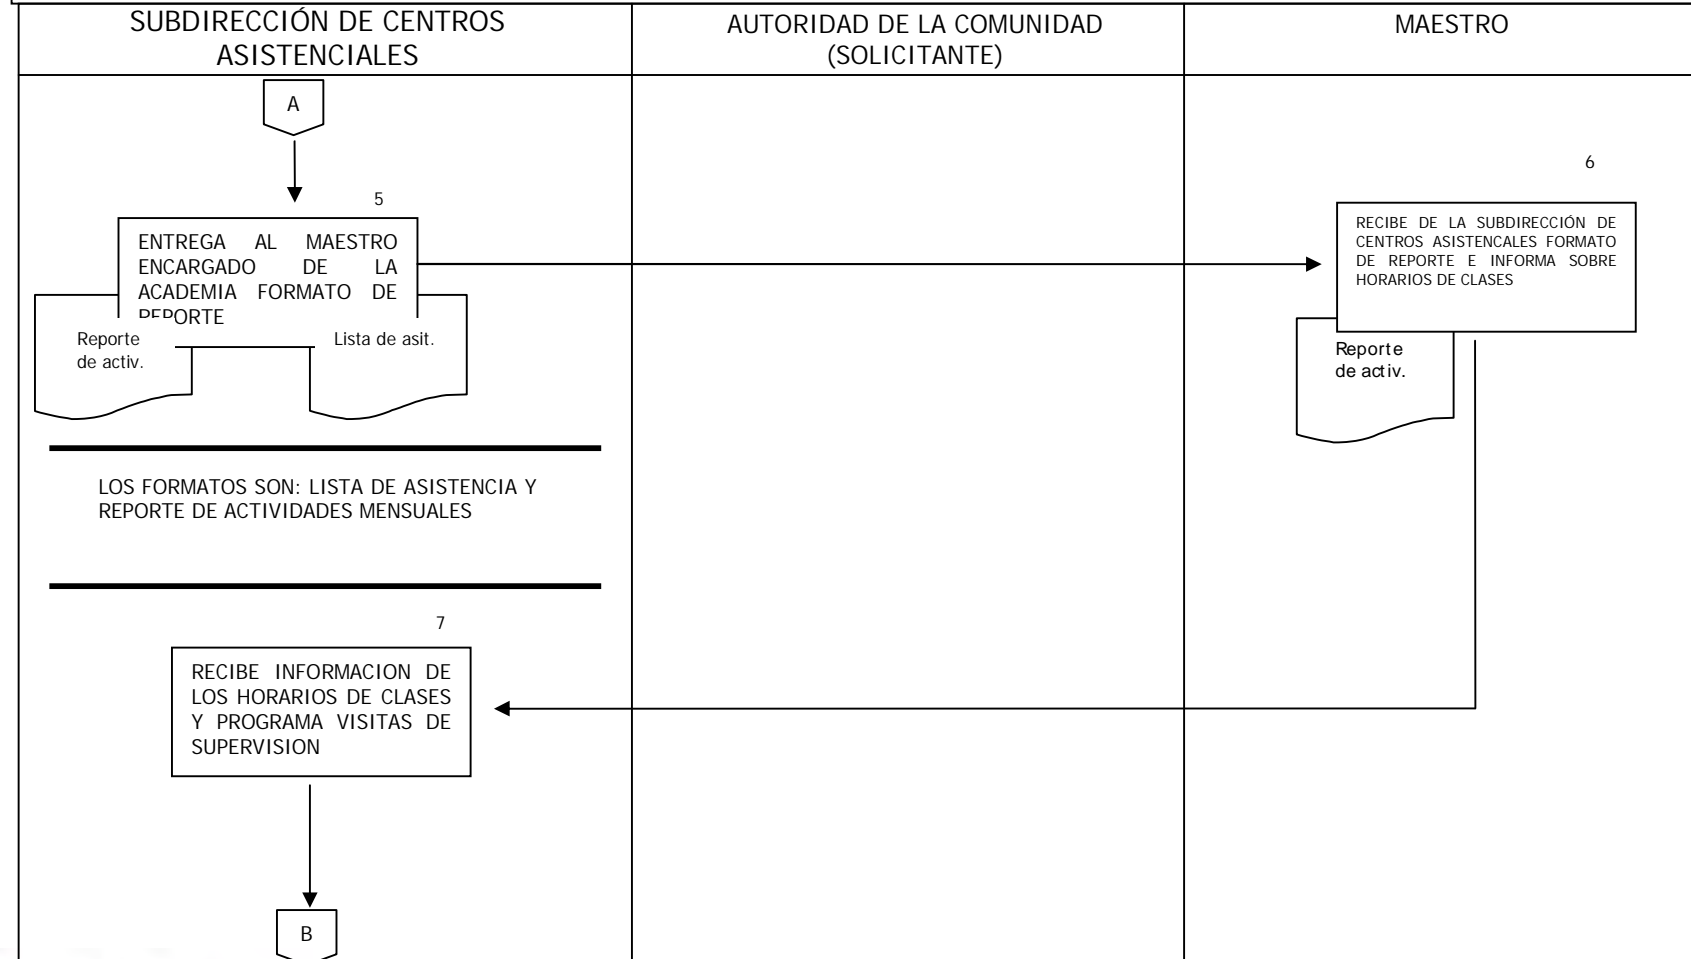 SUBDIRECCIÓN DE CENTROS
ASISTENCIALES
AUTORIDAD DE LA COMUNIDAD
(SOLICITANTE)
MAESTRO
A
5
ENTREGA AL MAESTRO
ENCARGADO DE LA
ACADEMIA FORMATO DE
REPORTE
Reporte
de activ.
Lista de asit.
6
RECIBE DE LA SUBDIRECCIÓN DE
CENTROS ASISTENCALES FORMATO
DE REPORTE E INFORMA SOBRE
HORARIOS DE CLASES
Reporte
de activ.
LOS FORMATOS SON: LISTA DE ASISTENCIA Y
REPORTE DE ACTIVIDADES MENSUALES
7
RECIBE INFORMACION DE
LOS HORARIOS DE CLASES
Y PROGRAMA VISITAS DE
SUPERVISION
B